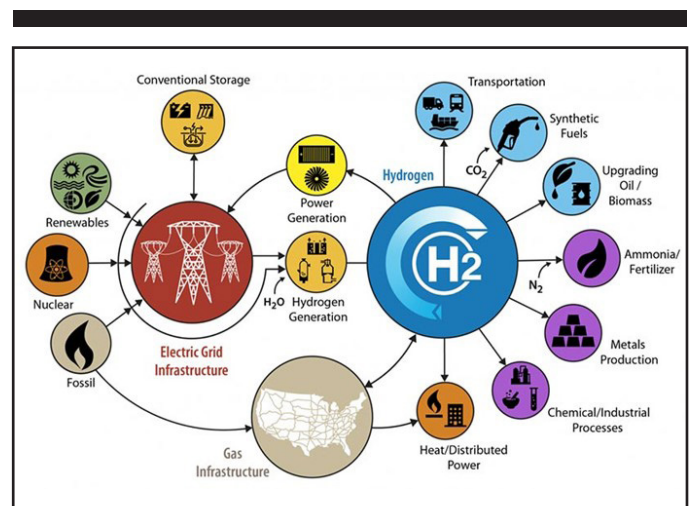 Conventional Storage
Transportation
Synthetic
Fuels
CO2
Hydrogen
Upgrading
Oil /
Biomass
Renewables
Power
Generation
H2
Ammonia/
Fertilizer
N2
Nuclear
H2O
Hydrogen
Generation
Metals
Production
Fossil
Electric Grid
Infrastructure
Chemical/Industrial
Processes
Gas
Infrastructure
Heat/Distributed
Power